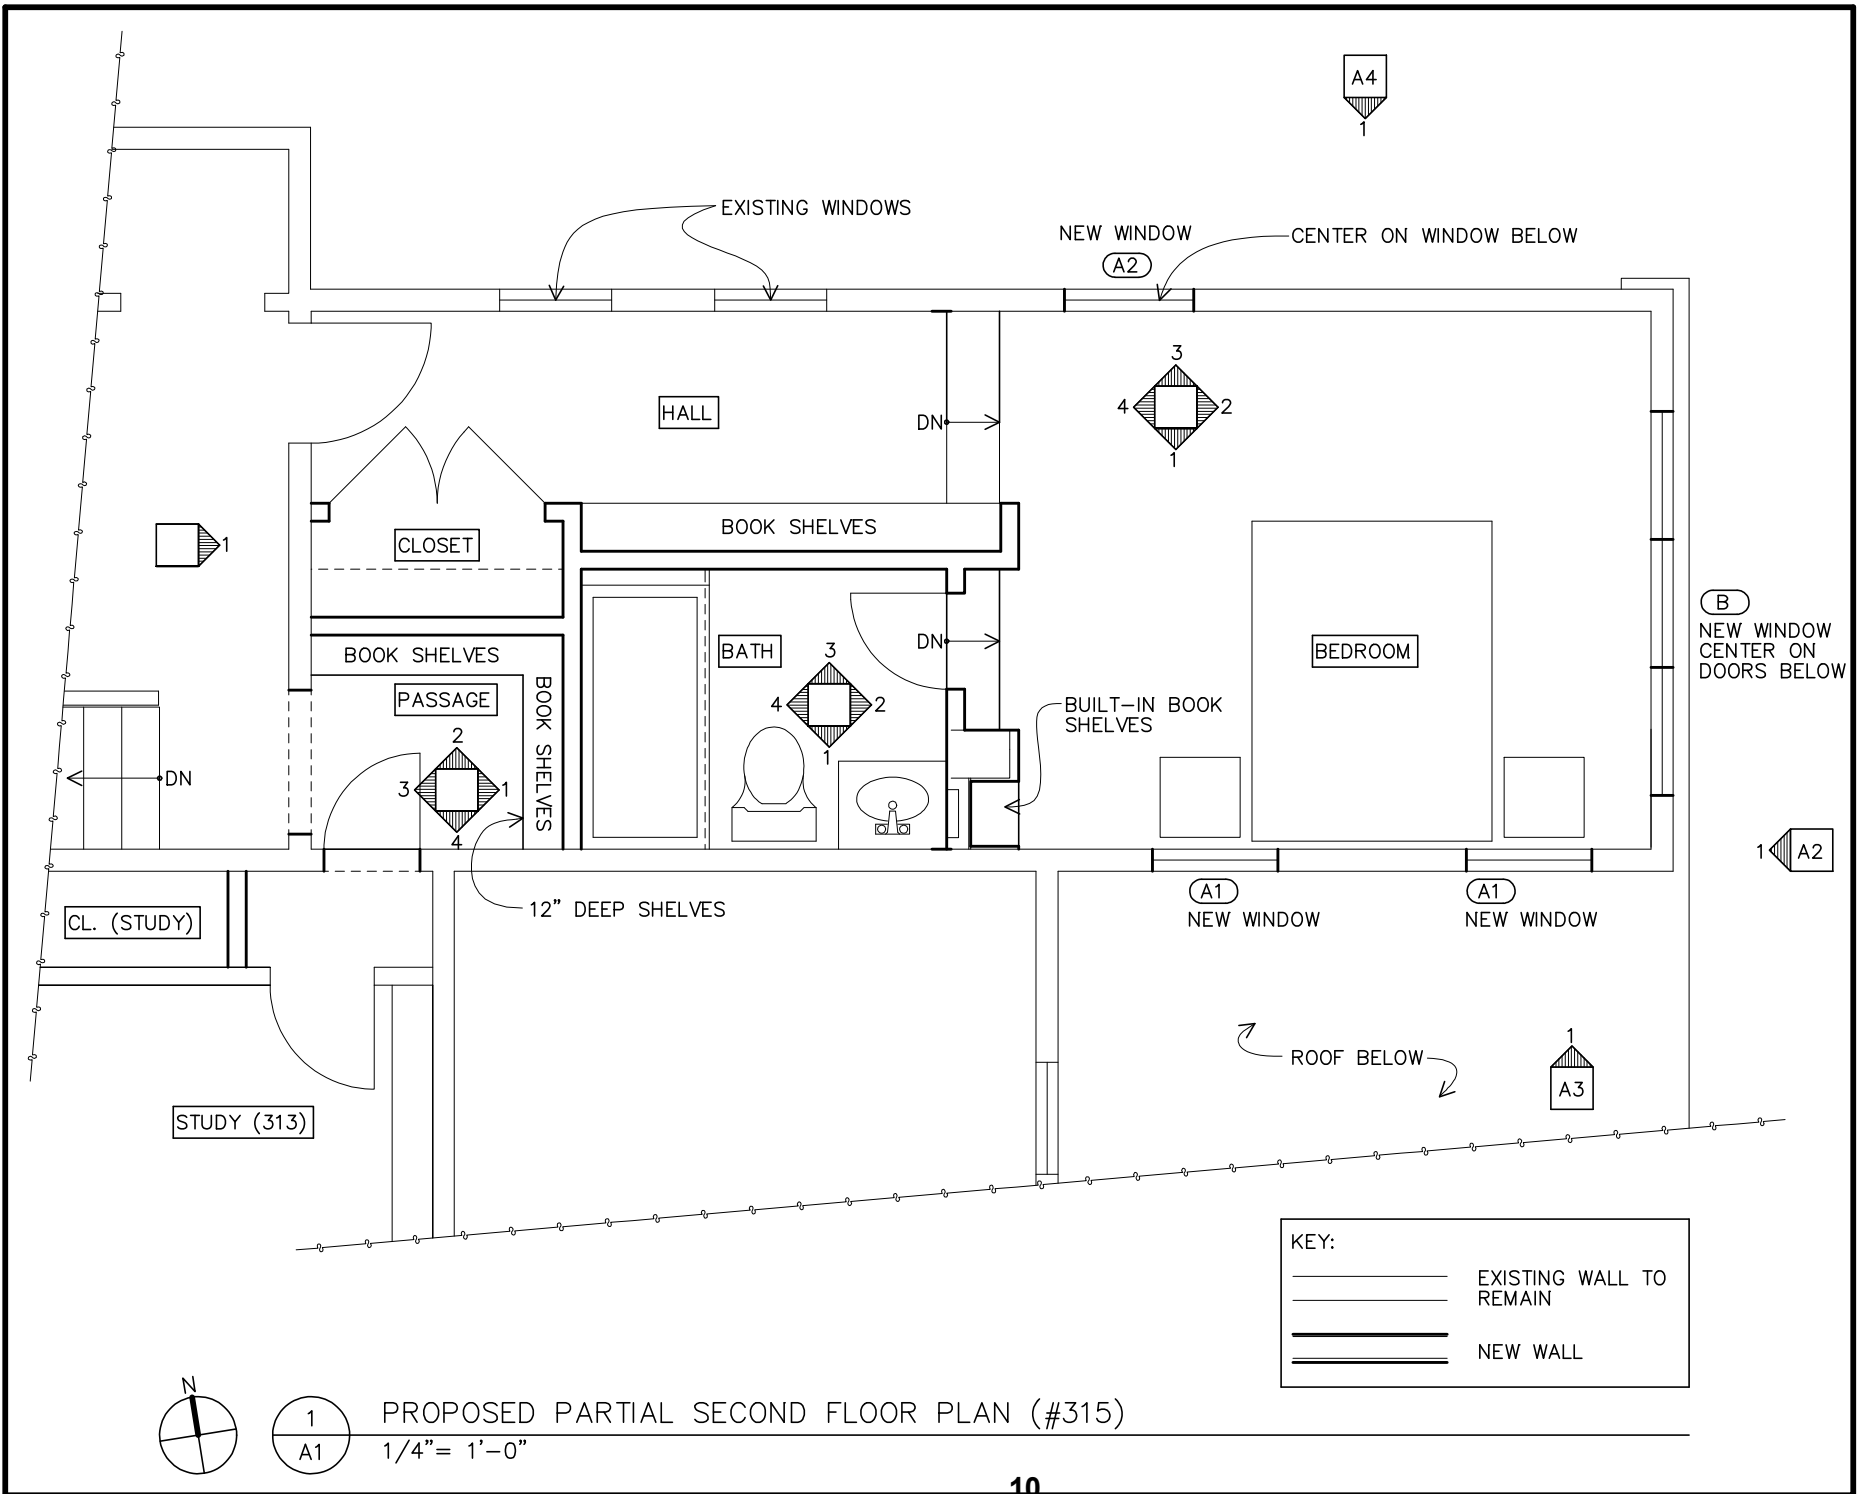 A4
1
EXISTING WINDOWS
NEW WINDOW
A2
CENTER ON WINDOW BELOW
HALL
DN
3
4
2
1
BOOK SHELVES
CLOSET
1
B
NEW WINDOW
CENTER ON
DOORS BELOW
BOOK SHELVES
BATH
DN
BEDROOM
PASSAGE
BOOK SHELVES
3
4
2
1
BUILT-IN BOOK
SHELVES
2
3
1
4
DN
1
A2
A1
NEW WINDOW
A1
NEW WINDOW
12" DEEP SHELVES
CL. (STUDY)
ROOF BELOW
1
A3
STUDY (313)
KEY:
EXISTING WALL TO
REMAIN
NEW WALL
N
1
A1
PROPOSED PARTIAL SECOND FLOOR PLAN (#315)
1/4"= 1'-0"
10